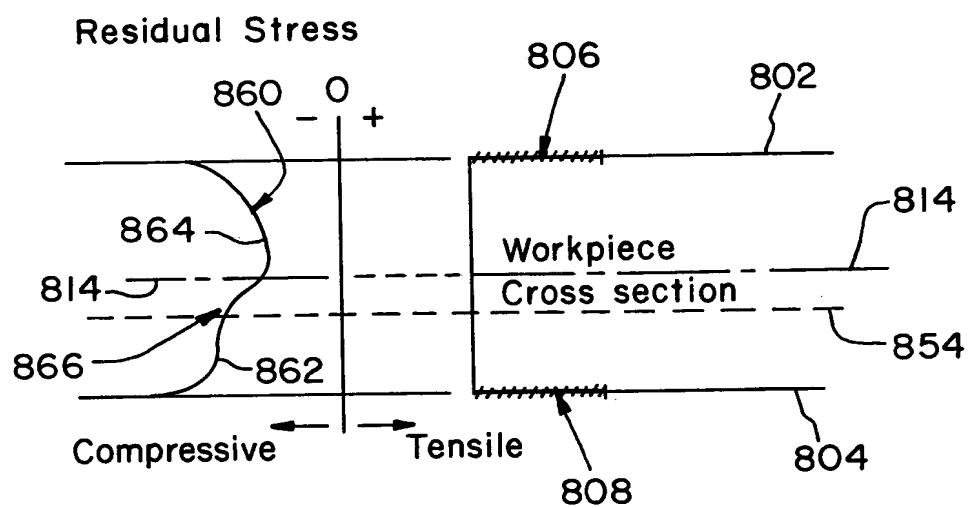 Residual Stress
806
802
860
0
- +
864
814
Workpiece
814
Cross section
854
866
862
Compressive
Tensile
808
804